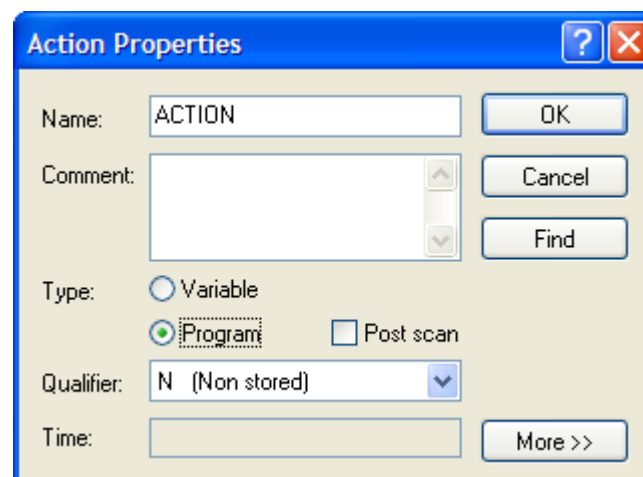 Action Properties
Name: ACTION OK
Comment: Cancel
Find
Type: Variable
Program Post scan
Qualifier: N (Non stored)
Time: More >>